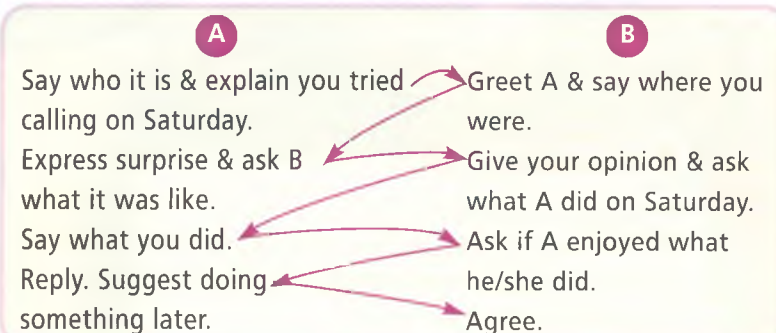 A
Say who it is & explain you tried
calling on Saturday.
Express surprise & ask B
what it was like.
Say what you did.
Reply. Suggest doing
something later.
B
Greet A & say where you
were.
Give your opinion & ask
what A did on Saturday.
Ask if A enjoyed what
he/she did.
Agree.